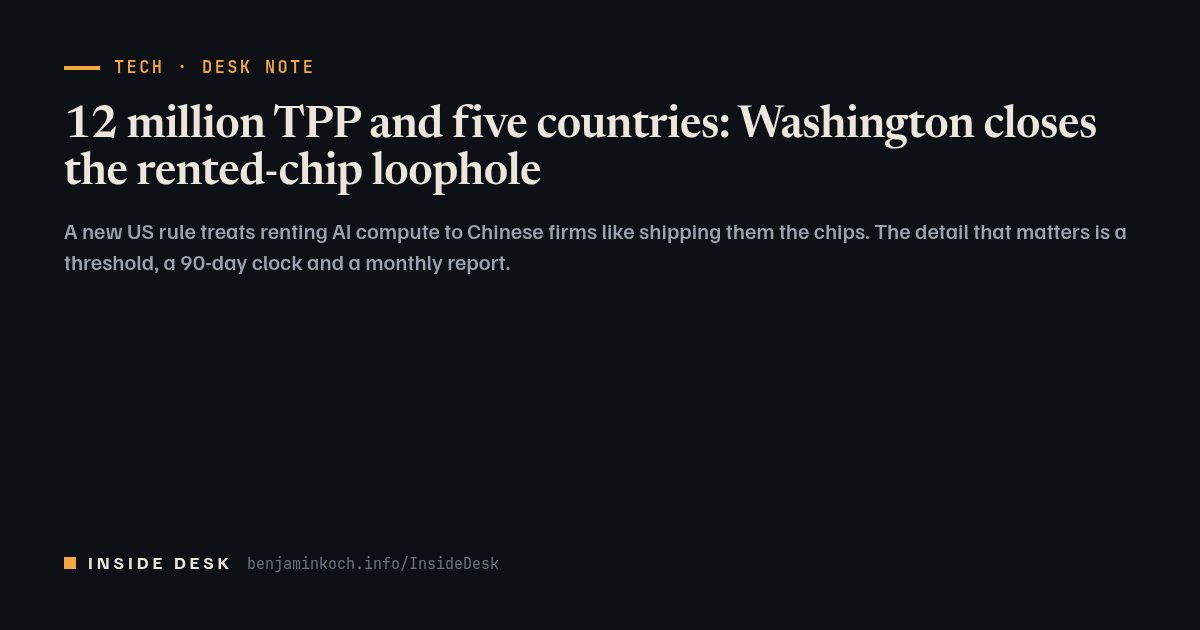 TECH · DESK NOTE
12 million TPP and five countries: Washington closes
the rented-chip loophole
A new US rule treats renting AI compute to Chinese firms like shipping them the chips. The detail that matters is a
threshold, a 90-day clock and a monthly report.
INSIDE DESK benjaminkoch.info/InsideDesk